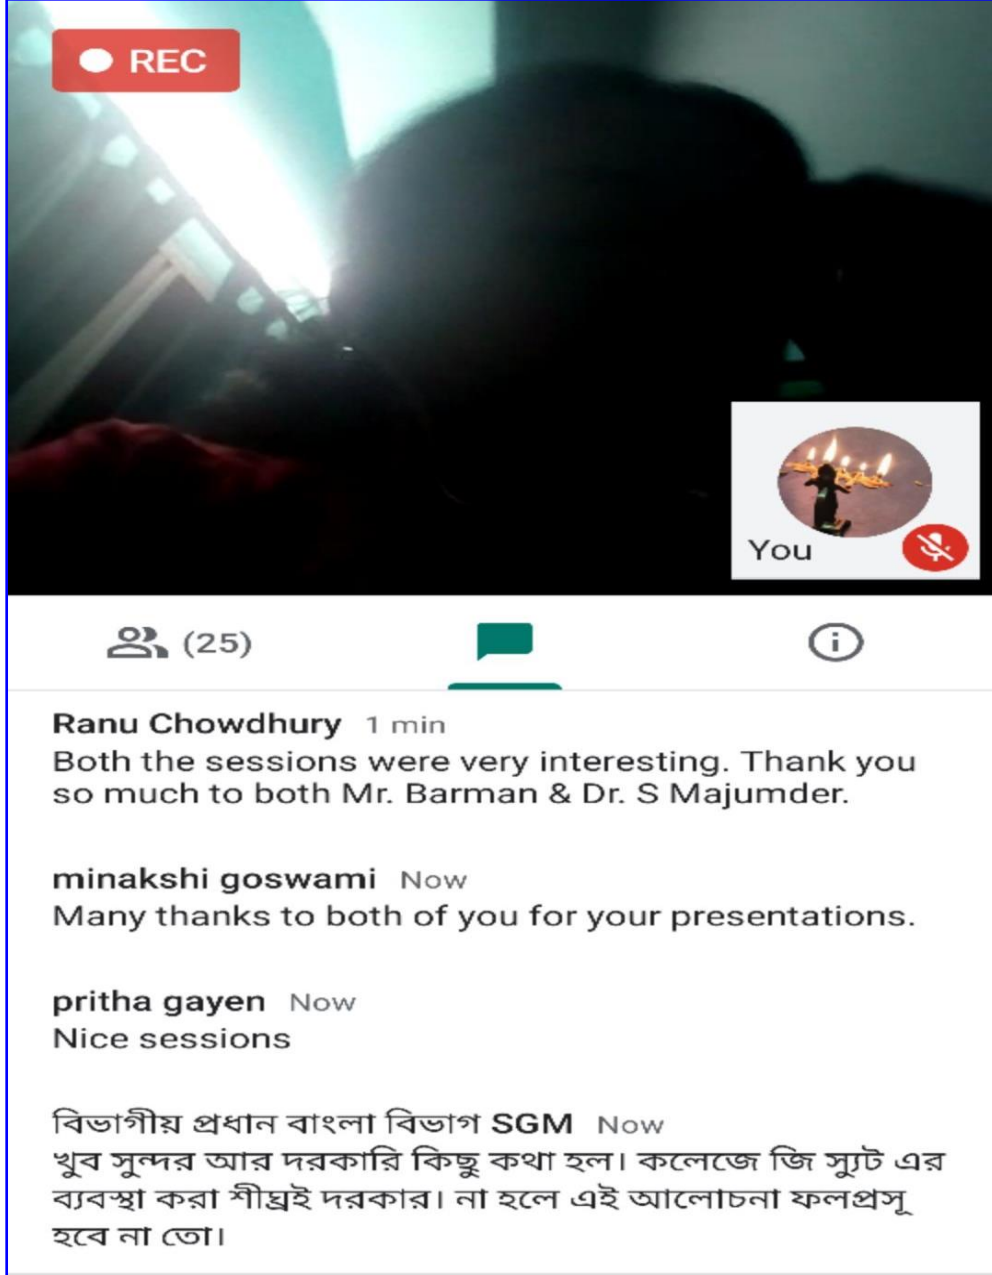 REC
You
(25)
Ranu Chowdhury 1 min
Both the sessions were very interesting. Thank you
so much to both Mr. Barman & Dr. S Majumder.
minakshi goswami Now
Many thanks to both of you for your presentations.
pritha gayen Now
Nice sessions
বিভাগীয় প্রধান বাংলা বিভাগ SGM Now
খুব সুন্দর আর দরকারি কিছু কথা হল। কলেজে জি স্যুট এর
ব্যবস্থা করা শীঘ্রই দরকার। না হলে এই আলোচনা ফলপ্রসূ
হবে না তো।